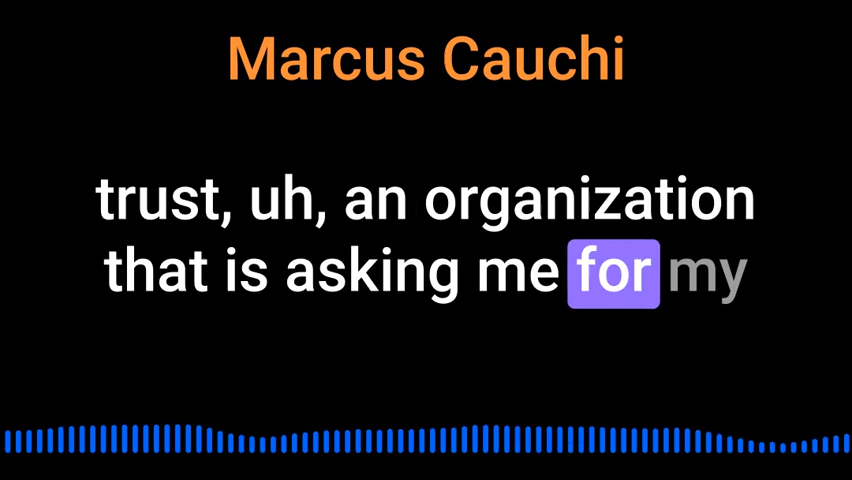 Marcus Cauchi
trust, uh, an organization
that is asking me for my